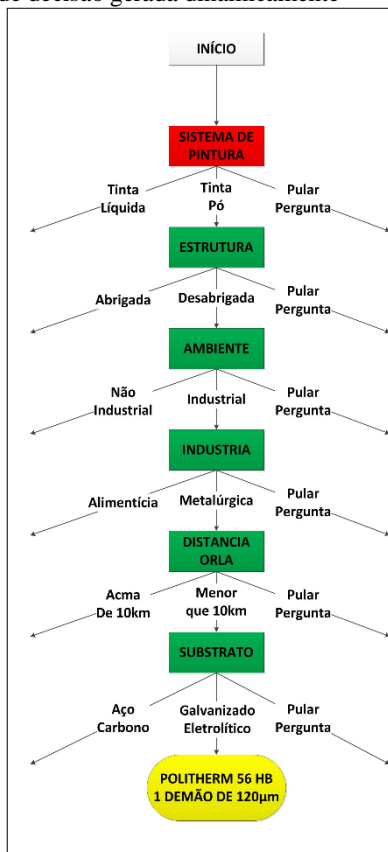 de decisão gerada dinamicamente
INÍCIO
SISTEMA DE
PINTURA
Tinta
Líquida
Tinta
Pó
Pular
Pergunta
ESTRUTURA
Abrigada
Desabrigada
Pular
Pergunta
AMBIENTE
Não
Industrial
Industrial
Pular
Pergunta
INDUSTRIA
Alimentícia
Metalúrgica
Pular
Pergunta
DISTANCIA
ORLA
Acma
De 10km
Menor
que 10km
Pular
Pergunta
SUBSTRATO
Aço
Carbono
Galvanizado
Eletrolítico
Pular
Pergunta
POLITHERM 56 HB
1 DEMÃO DE 120µm